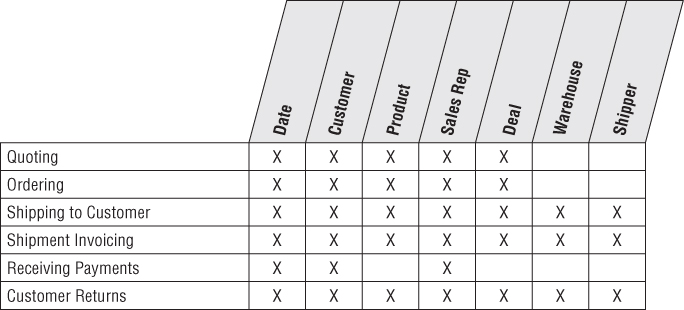 Date Customer Product Sales Rep Deal Warehouse Shipper
Quoting X X X X X
Ordering X X X X X
Shipping to Customer X X X X X X X
Shipment Invoicing X X X X X X X
Receiving Payments X X X
Customer Returns X X X X X X X